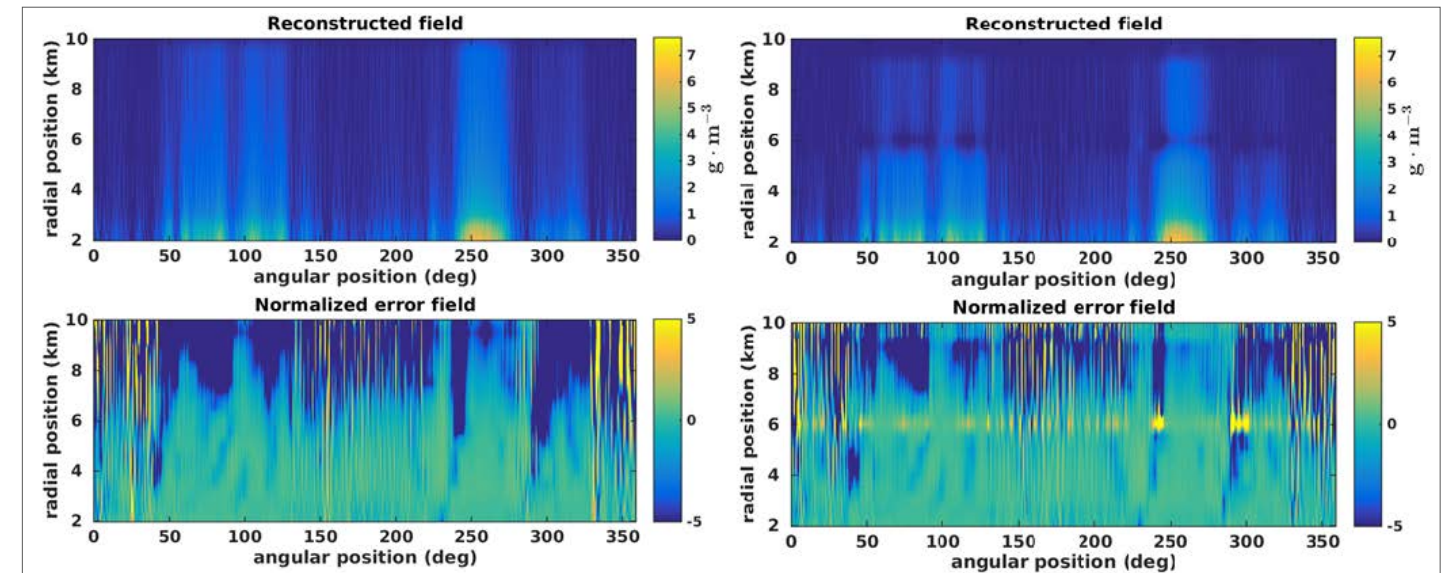 Reconstructed field
radial position (km)
10
8
6
4
2
0 50 100 150 200 250 300 350
angular position (deg)
7
6
5
4
3
2
1
0
g · m⁻³
Reconstructed field
radial position (km)
10
8
6
4
2
0 50 100 150 200 250 300 350
angular position (deg)
7
6
5
4
3
2
1
0
g · m⁻³
Normalized error field
radial position (km)
10
8
6
4
2
0 50 100 150 200 250 300 350
angular position (deg)
5
0
-5
Normalized error field
radial position (km)
10
8
6
4
2
0 50 100 150 200 250 300 350
angular position (deg)
5
0
-5